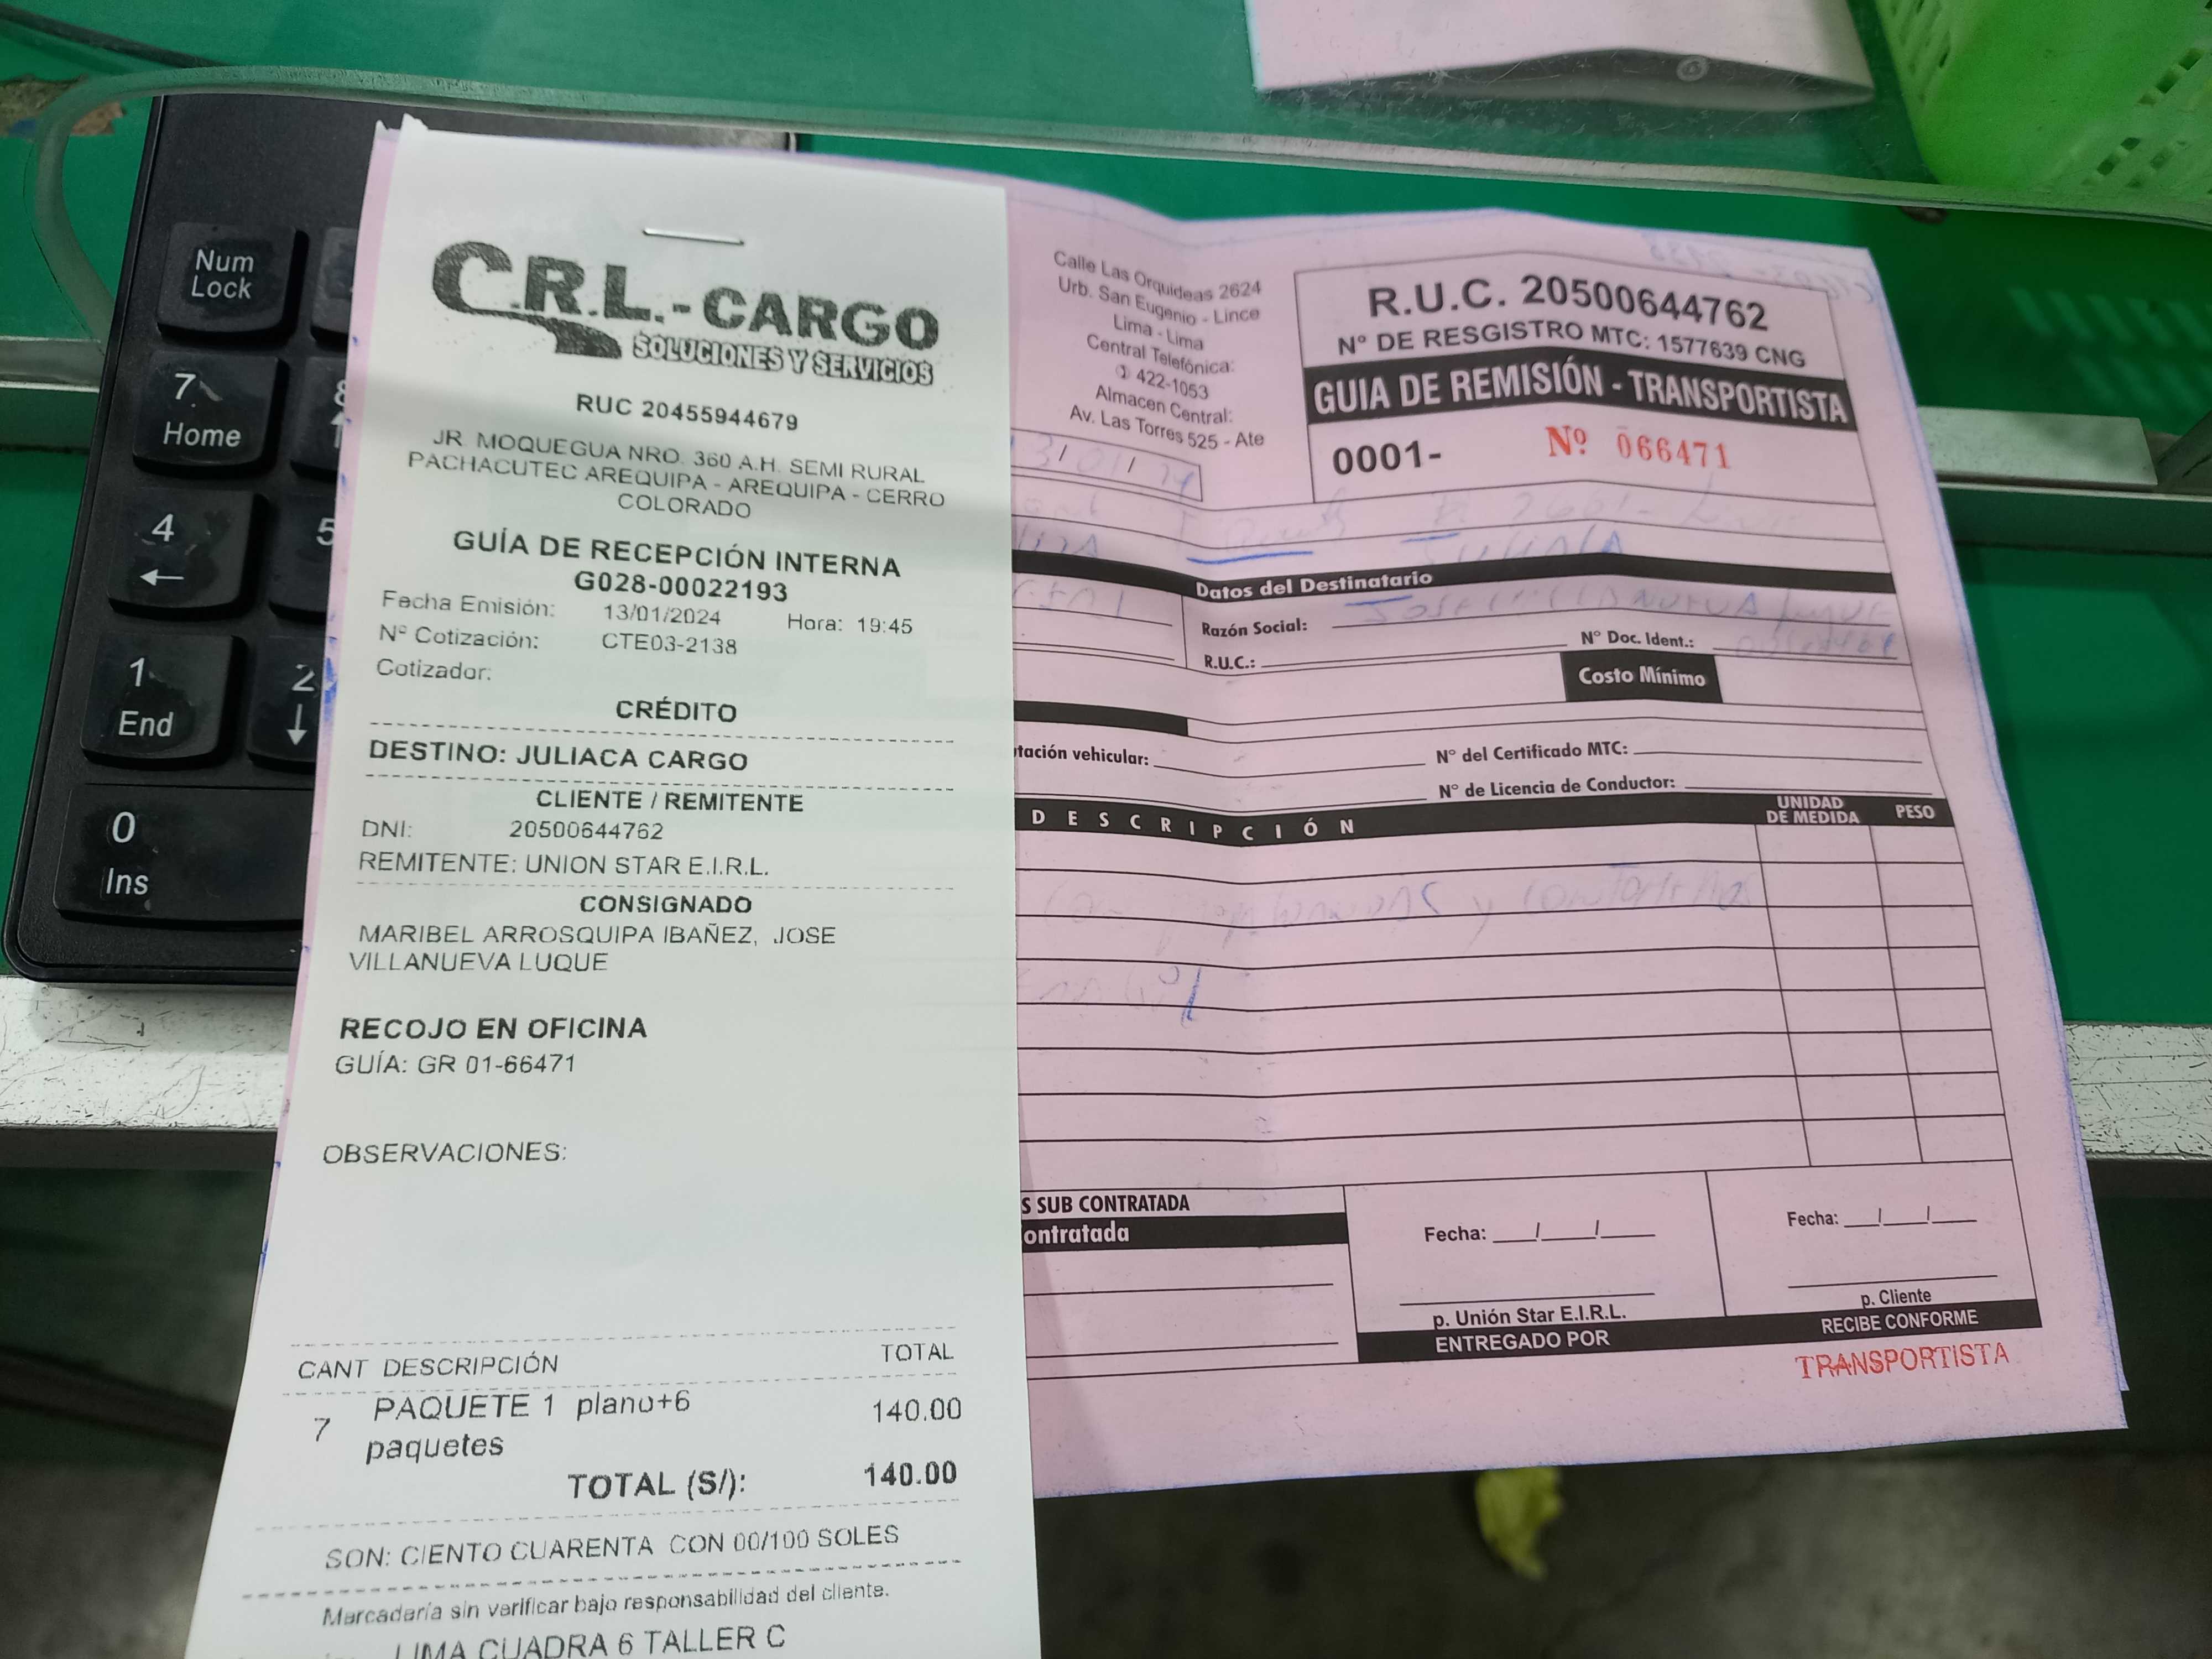 C.R.L.-CARGO
SOLUCIONES Y SERVICIOS
RUC 20455944679
JR. MOQUEGUA NRO. 360 A.H. SEMI RURAL
PACHACUTEC AREQUIPA - AREQUIPA - CERRO
COLORADO
GUÍA DE RECEPCIÓN INTERNA
G028-00022193
Fecha Emisión: 13/01/2024 Hora: 19:45
Nº Cotización: CTE03-2138
Cotizador:
CRÉDITO
DESTINO: JULIACA CARGO
CLIENTE / REMITENTE
DNI: 20500644762
REMITENTE: UNION STAR E.I.R.L.
CONSIGNADO
MARIBEL ARROSQUIPA IBAÑEZ, JOSE
VILLANUEVA LUQUE
RECOJO EN OFICINA
GUÍA: GR 01-66471
OBSERVACIONES:
CANT DESCRIPCIÓN TOTAL
7 PAQUETE 1 plano+6 140.00
paquetes
TOTAL (S/): 140.00
SON: CIENTO CUARENTA CON 00/100 SOLES
Marcadaría sin verificar bajo responsabilidad del cliente.
LIMA CUADRA 6 TALLER C
Calle Las Orquideas 2624
Urb. San Eugenio - Lince
Lima - Lima
Central Telefónica:
422-1053
Almacen Central:
Av. Las Torres 525 - Ate
R.U.C. 20500644762
Nº DE RESGISTRO MTC: 1577639 CNG
GUIA DE REMISIÓN - TRANSPORTISTA
0001- Nº 066471
JULIACA
Datos del Destinatario
Razón Social:
R.U.C.: N° Doc. Ident.:
Costo Mínimo
tación vehicular: N° del Certificado MTC:
N° de Licencia de Conductor:
DESCRIPCIÓN UNIDAD DE MEDIDA PESO
S SUB CONTRATADA
ontratada
Fecha: / /
p. Unión Star E.I.R.L.
ENTREGADO POR
Fecha: / /
p. Cliente
RECIBE CONFORME
TRANSPORTISTA
Num
Lock
7
Home
8
4
5
1
End
2
0
Ins